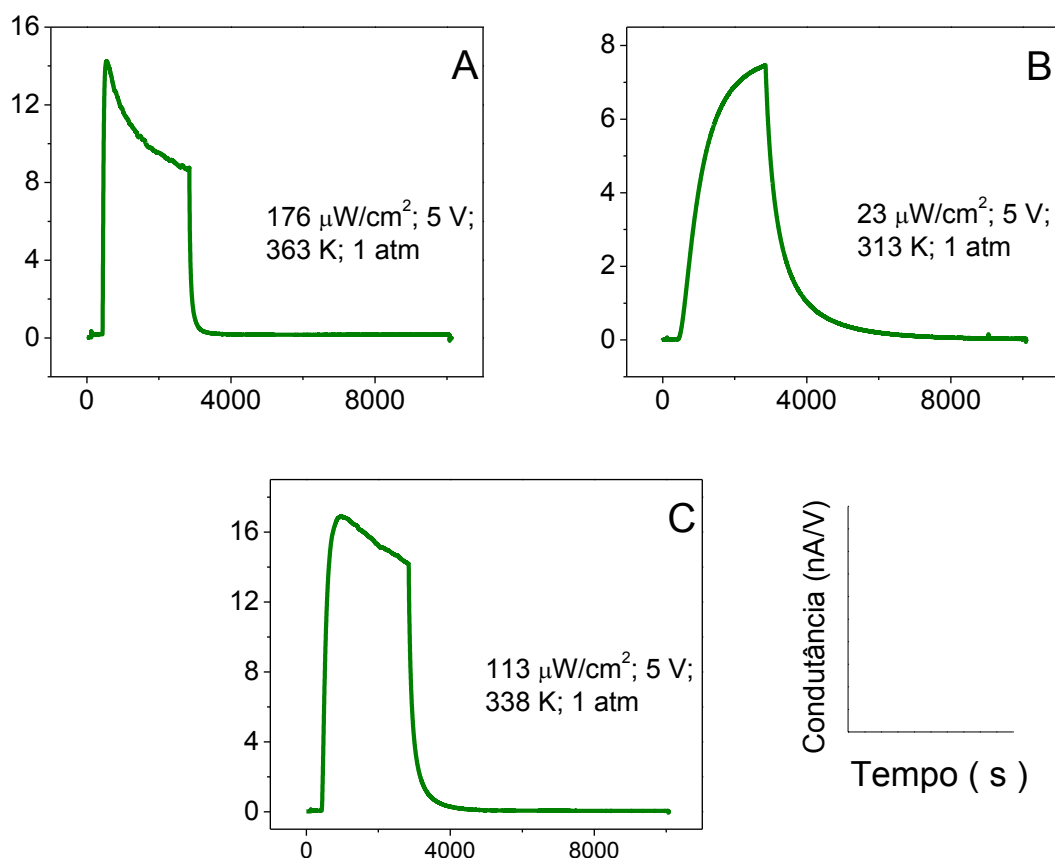 16
12
8
4
0
A
176 μW/cm²; 5 V;
363 K; 1 atm
0
4000
8000
8
6
4
2
0
B
23 μW/cm²; 5 V;
313 K; 1 atm
0
4000
8000
16
12
8
4
0
C
113 μW/cm²; 5 V;
338 K; 1 atm
0
4000
8000
Condutância (nA/V)
Tempo ( s )